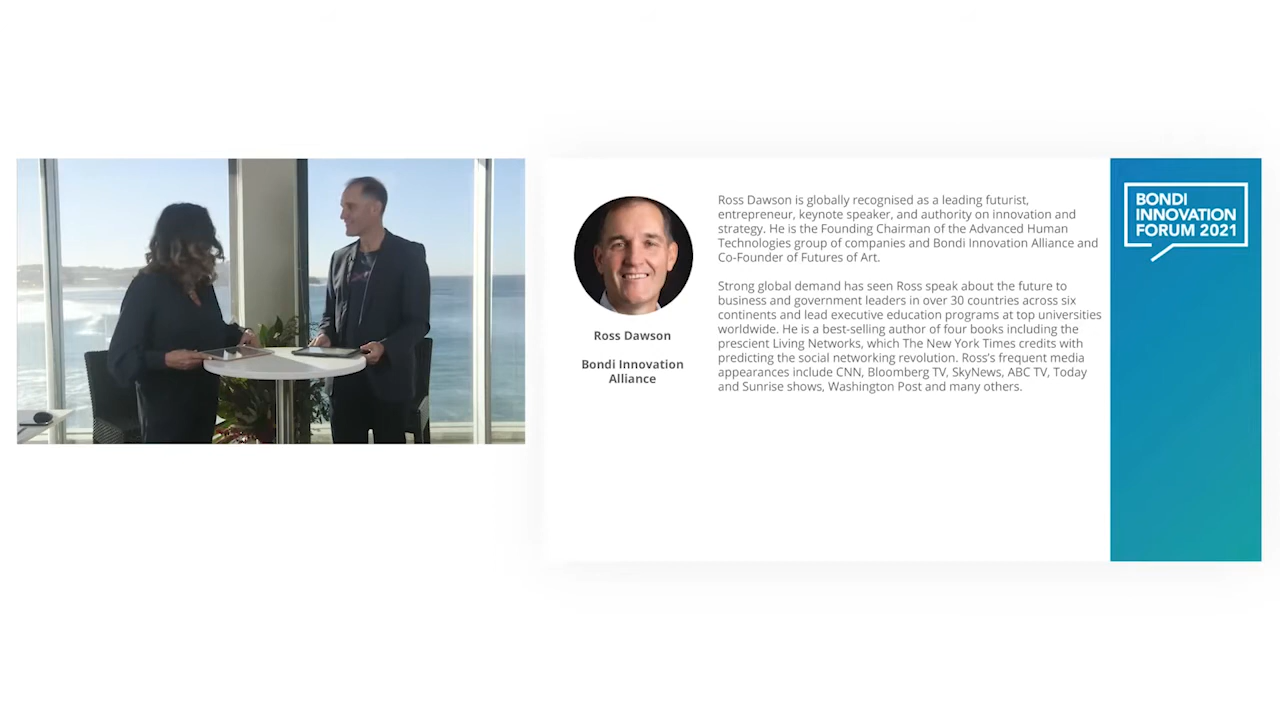 Ross Dawson
Bondi Innovation
Alliance
Ross Dawson is globally recognised as a leading futurist,
entrepreneur, keynote speaker, and authority on innovation and
strategy. He is the Founding Chairman of the Advanced Human
Technologies group of companies and Bondi Innovation Alliance and
Co-Founder of Futures of Art.
Strong global demand has seen Ross speak about the future to
business and government leaders in over 30 countries across six
continents and lead executive education programs at top universities
worldwide. He is a best-selling author of four books including the
prescient Living Networks, which The New York Times credits with
predicting the social networking revolution. Ross’s frequent media
appearances include CNN, Bloomberg TV, SkyNews, ABC TV, Today
and Sunrise shows, Washington Post and many others.
BONDI
INNOVATION
FORUM 2021